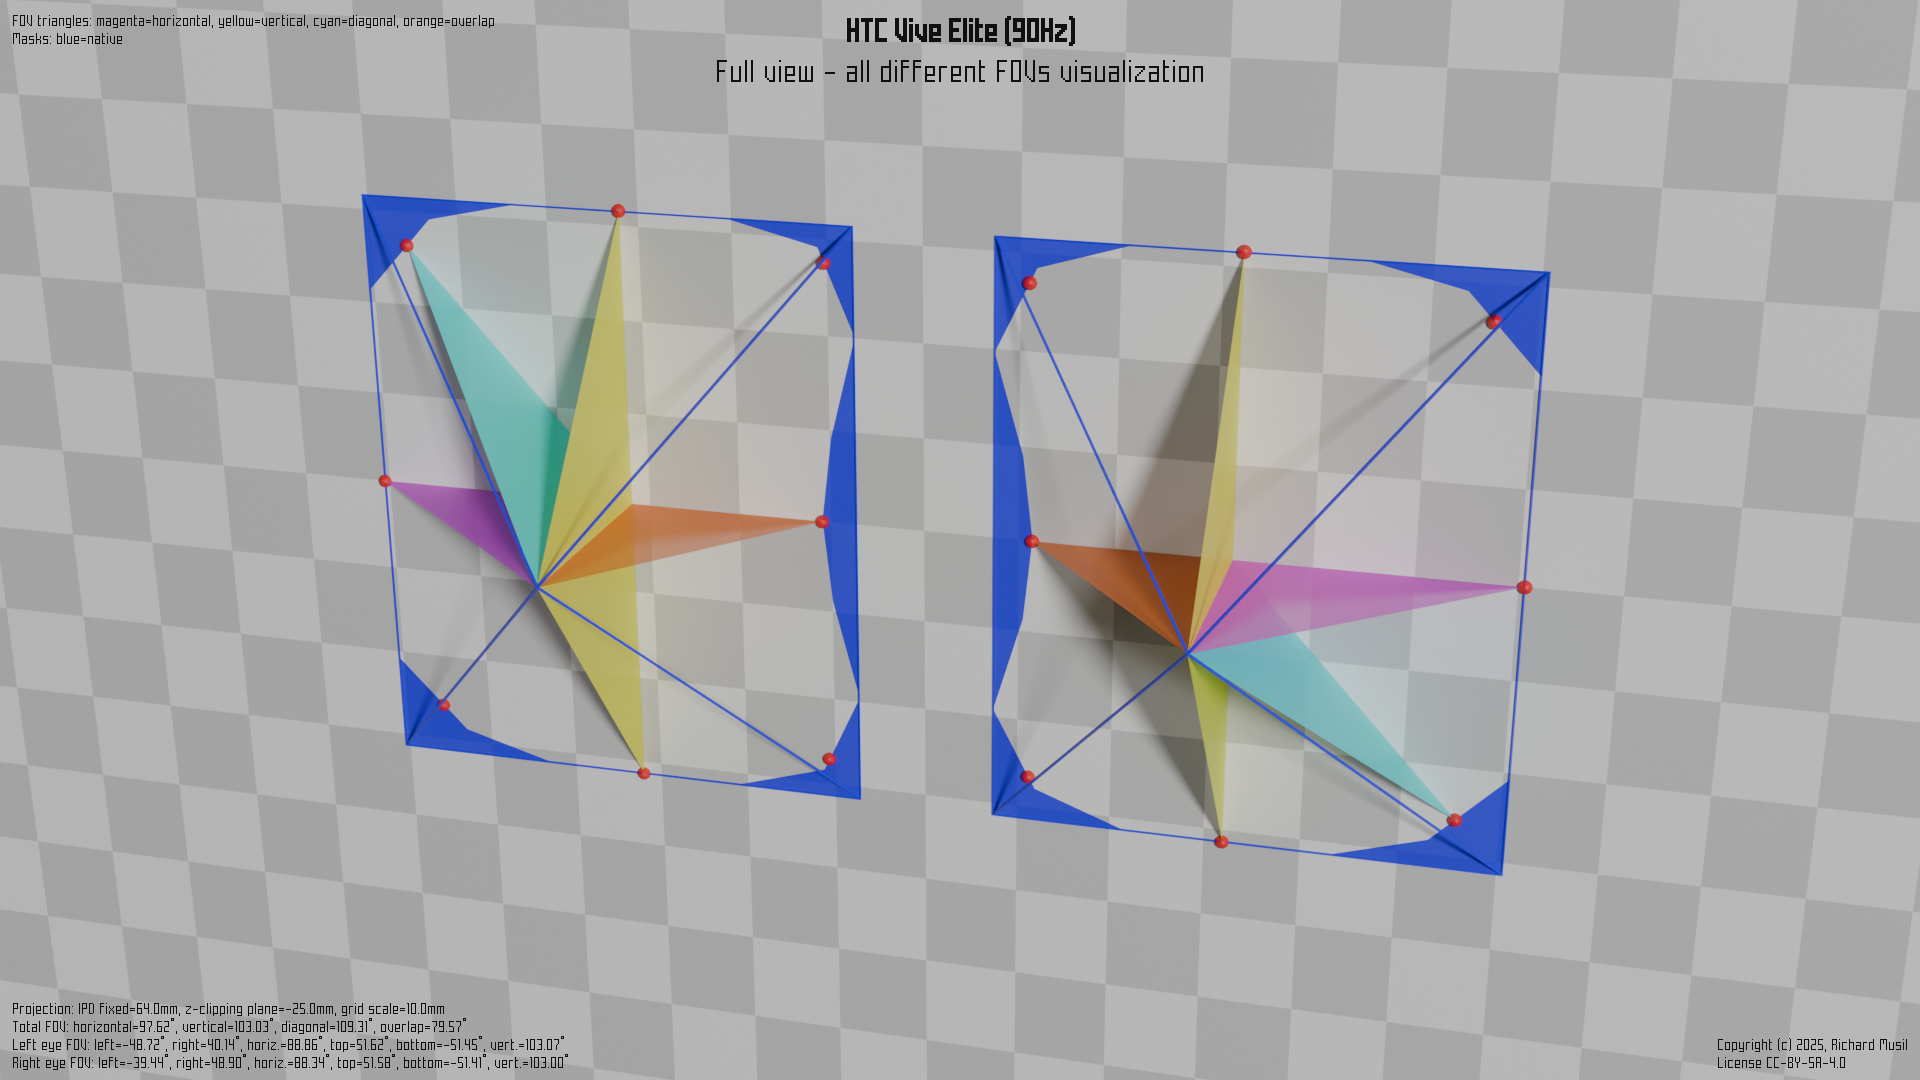 FOV triangles: magenta=horizontal, yellow=vertical, cyan=diagonal, orange=overlap
Masks: blue=native
HTC Vive Elite (90Hz)
Full view - all different FOVs visualization
Projection: IPD fixed=64.0mm, z-clipping plane=-25.0mm, grid scale=10.0mm
Total FOV: horizontal=97.62°, vertical=103.03°, diagonal=109.31°, overlap=79.57°
Left eye FOV: left=-48.72°, right=40.14°, horiz.=88.86°, top=51.62°, bottom=-51.45°, vert.=103.07°
Right eye FOV: left=-39.44°, right=48.90°, horiz.=88.34°, top=51.58°, bottom=-51.41°, vert.=103.00°
Copyright (c) 2025, Richard Musil
License CC-BY-SA-4.0